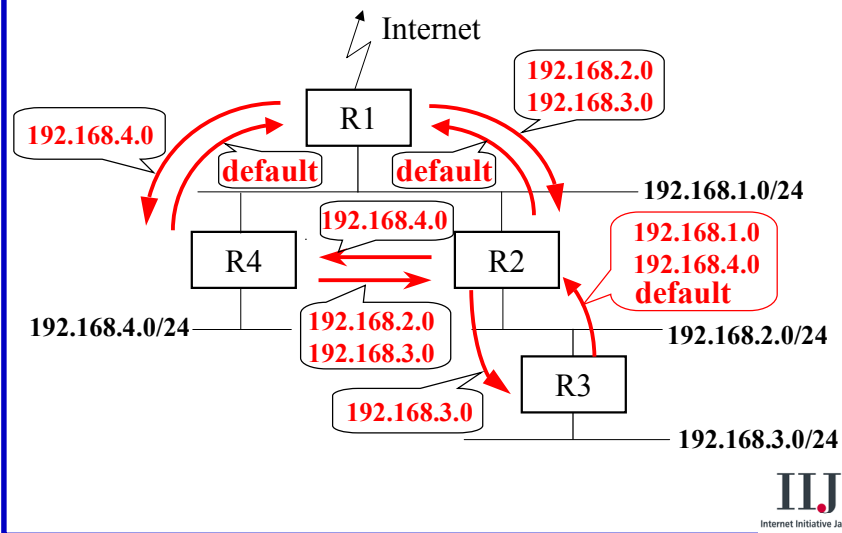 Internet
192.168.2.0
192.168.3.0
R1
192.168.4.0
default
default
192.168.1.0/24
192.168.4.0
192.168.1.0
192.168.4.0
default
R4
R2
192.168.4.0/24
192.168.2.0
192.168.3.0
192.168.2.0/24
R3
192.168.3.0
192.168.3.0/24
IIJ
Internet Initiative Ja